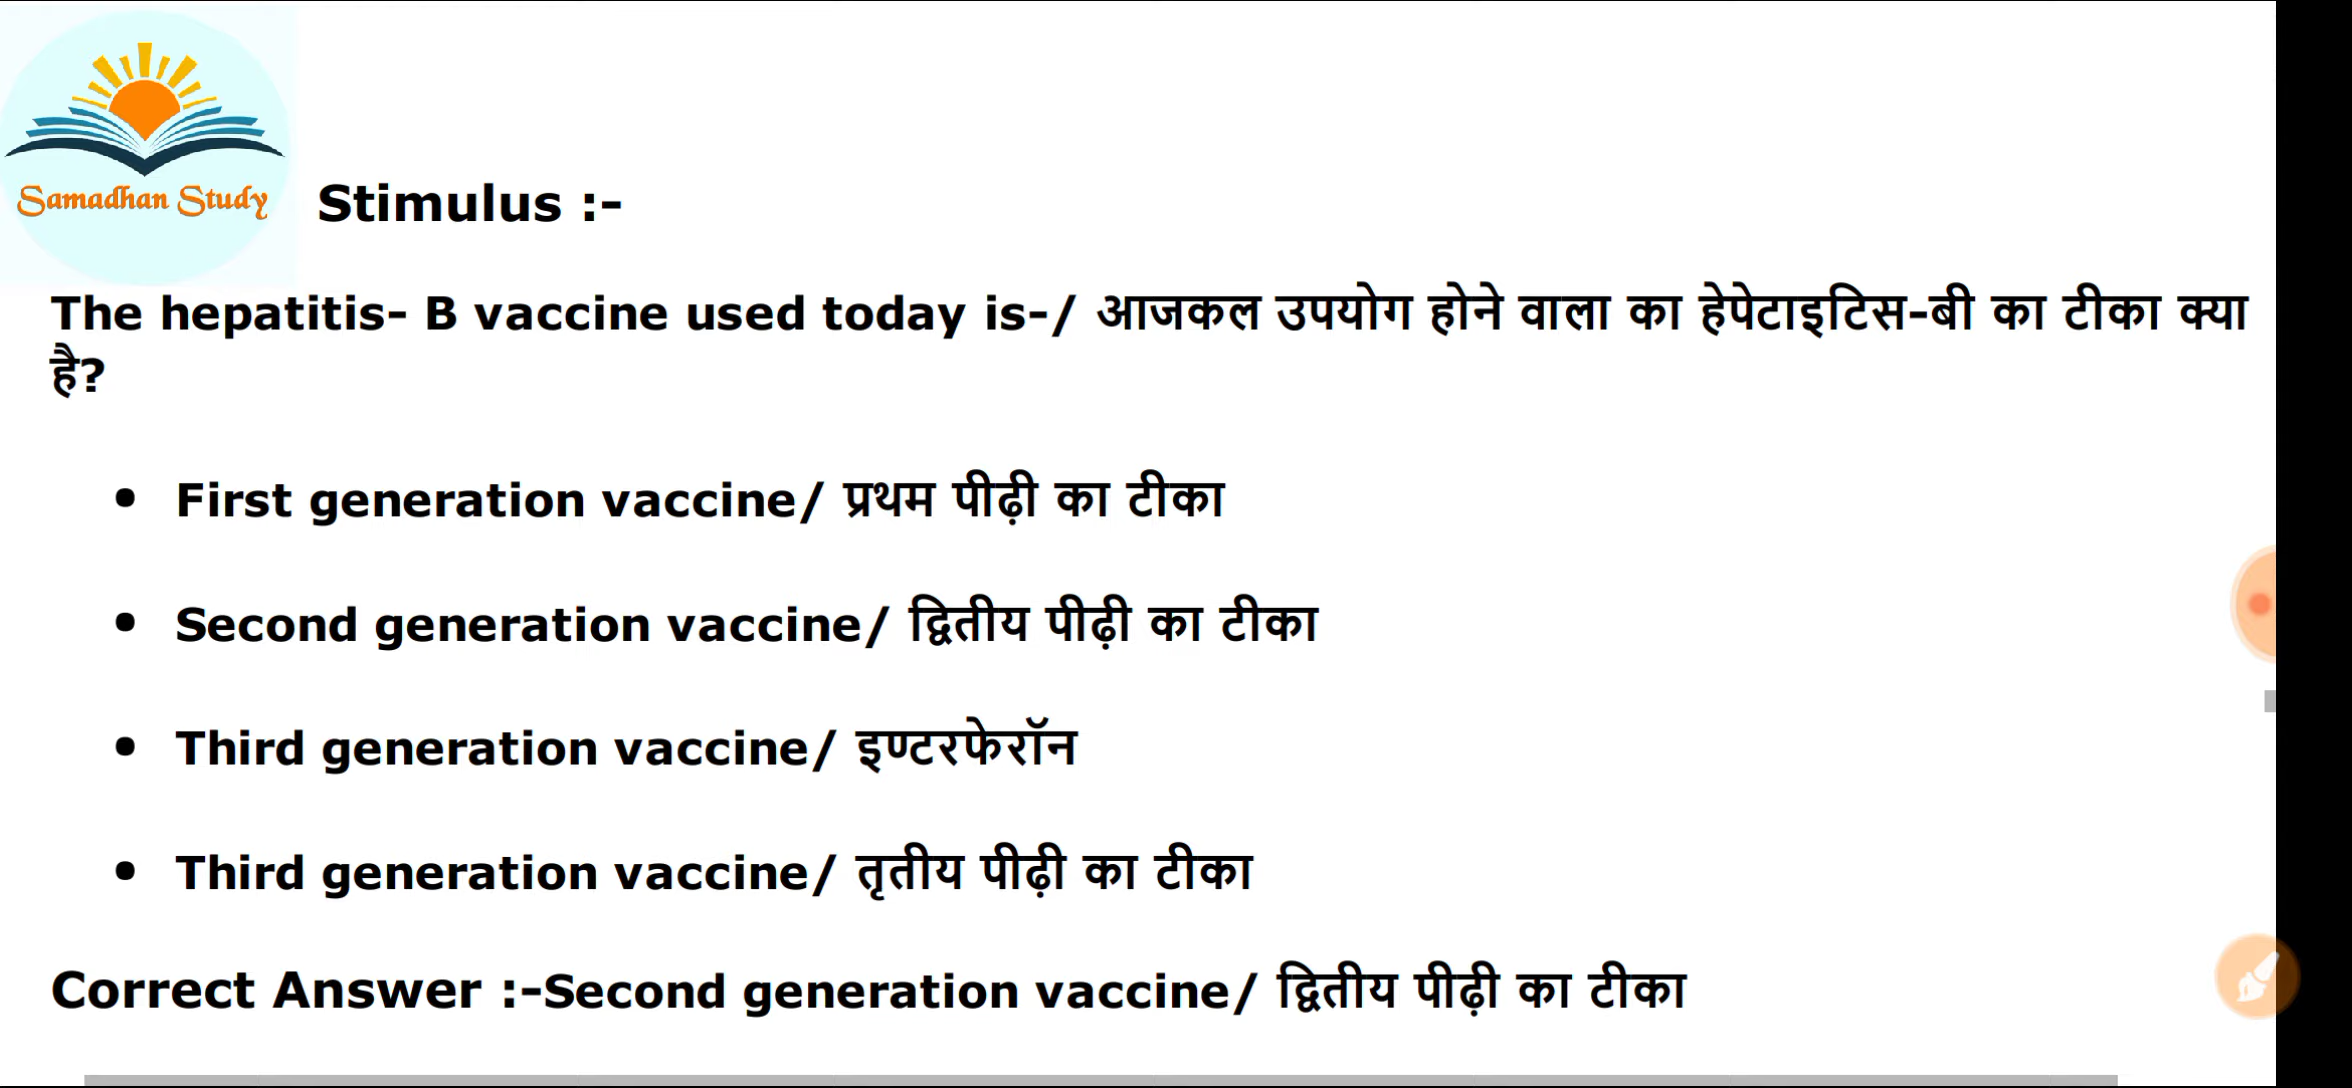 Samadhan Study
Stimulus :-
The hepatitis- B vaccine used today is-/ आजकल उपयोग होने वाला का हेपेटाइटिस-बी का टीका क्या
है?
• First generation vaccine/ प्रथम पीढ़ी का टीका
• Second generation vaccine/ द्वितीय पीढ़ी का टीका
• Third generation vaccine/ इण्टरफेरॉन
• Third generation vaccine/ तृतीय पीढ़ी का टीका
Correct Answer :-Second generation vaccine/ द्वितीय पीढ़ी का टीका